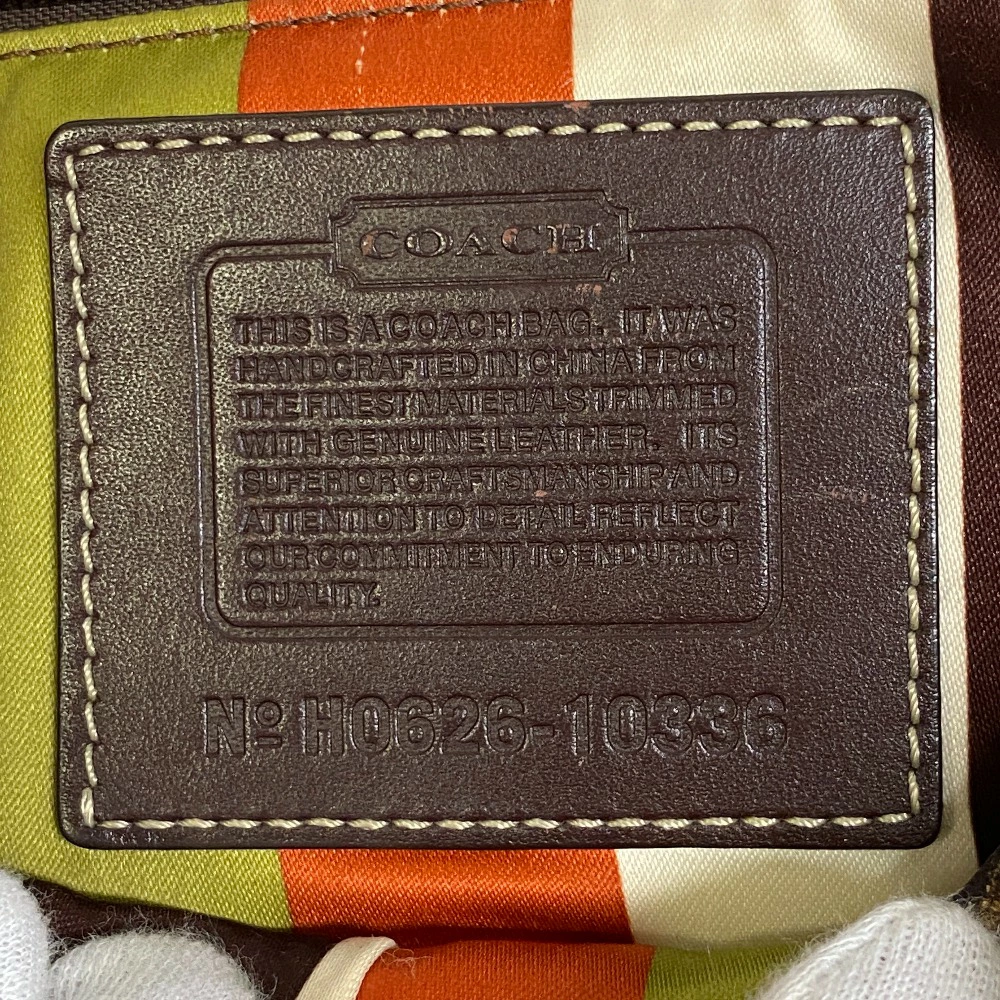 COACH
THIS IS A COACH BAG. IT WAS
HANDCRAFTED IN CHINA FROM
THE FINEST MATERIALS TRIMMED
WITH GENUINE LEATHER. ITS
SUPERIOR CRAFTSMANSHIP AND
ATTENTION TO DETAIL REFLECT
OUR COMMITMENT TO ENDURING
QUALITY.
Nº H0626-10336